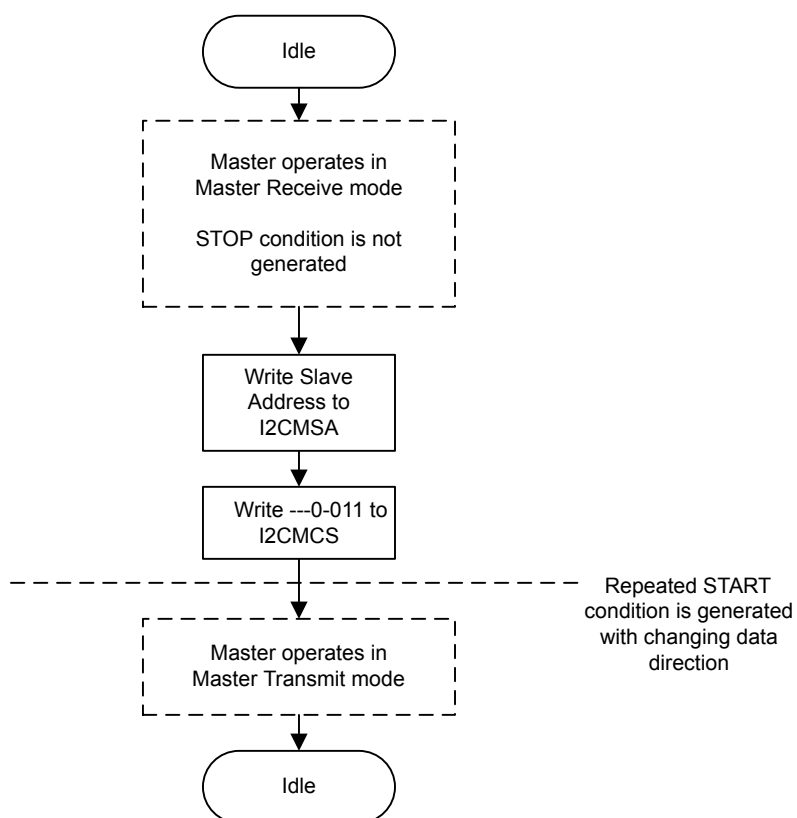 Idle
Master operates in
Master Receive mode
STOP condition is not
generated
Write Slave
Address to
I2CMSA
Write ---0-011 to
I2CMCS
Repeated START
condition is generated
with changing data
direction
Master operates in
Master Transmit mode
Idle